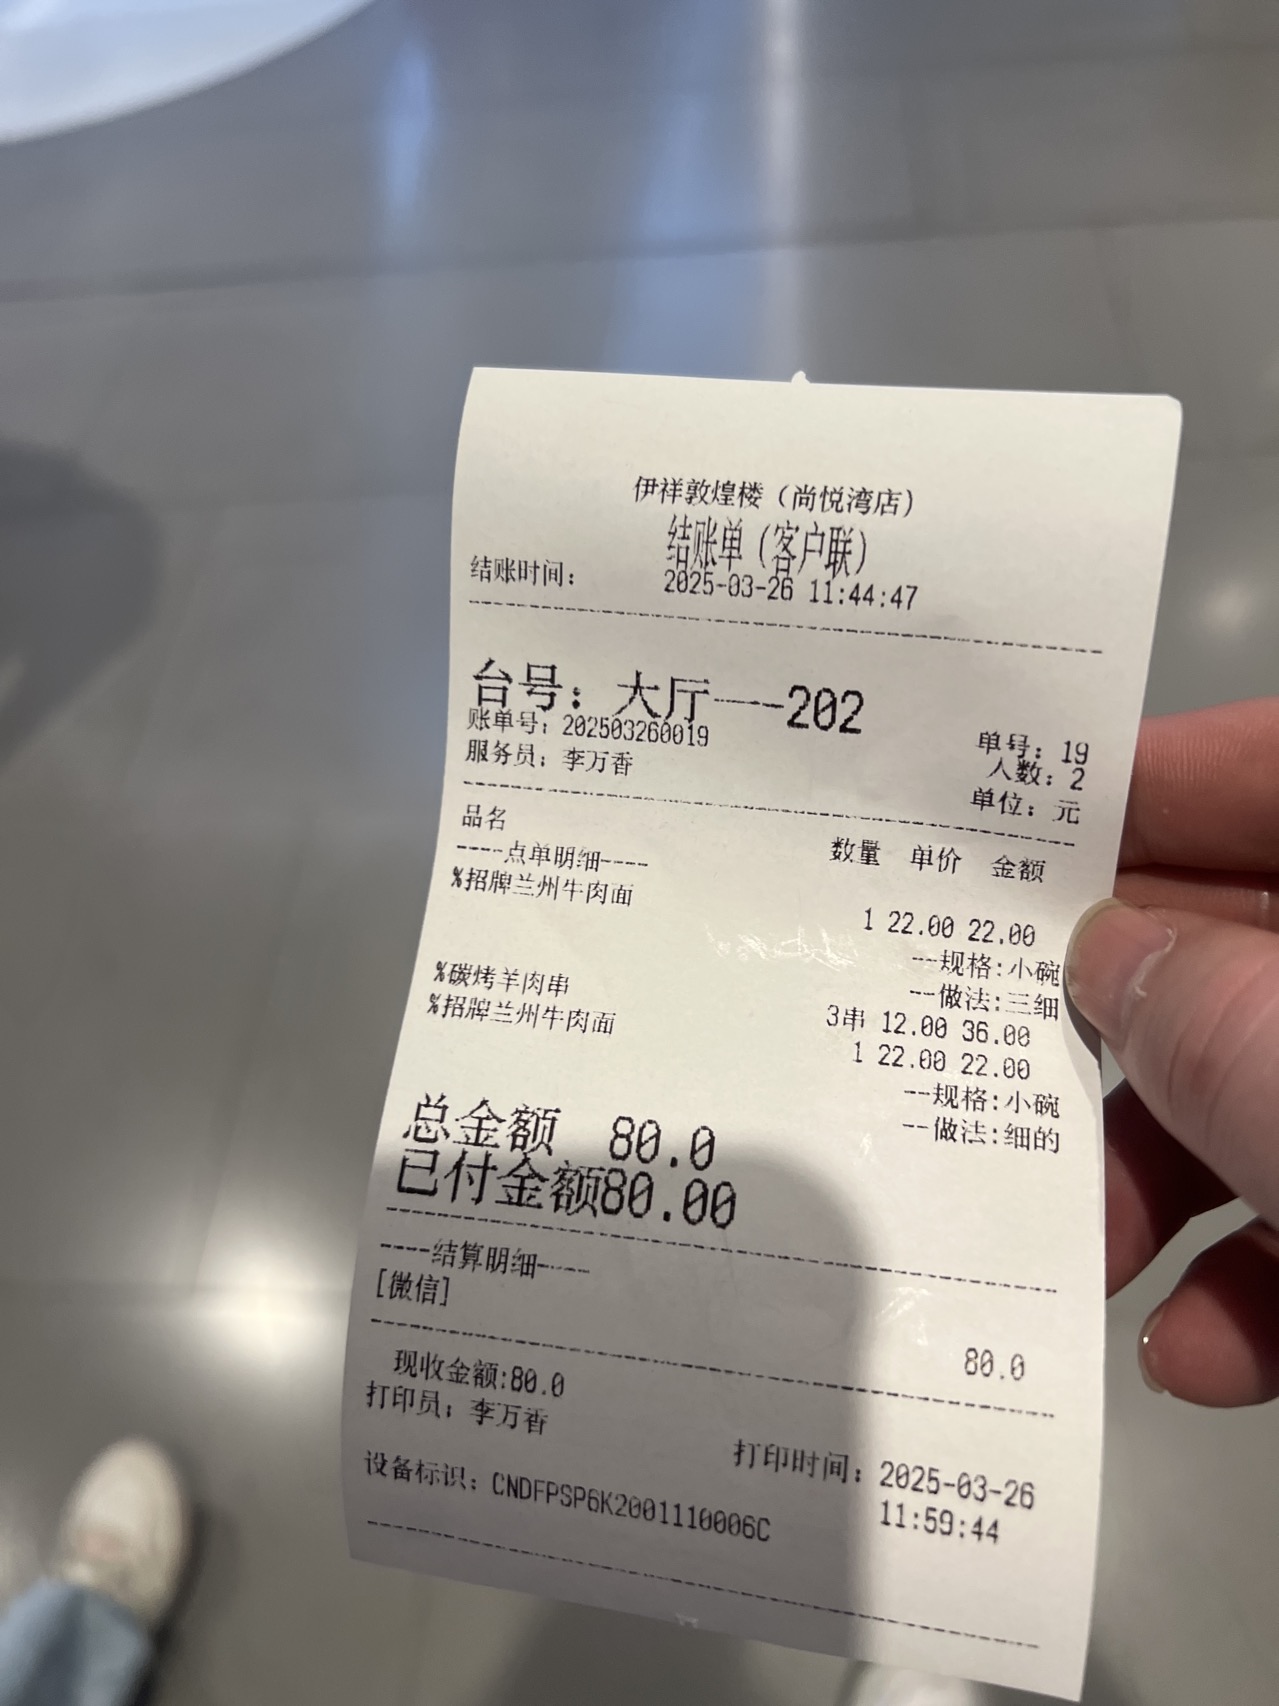 伊祥敦煌楼（尚悦湾店）
结账单（客户联）
结账时间： 2025-03-26 11:44:47
台号：大厅——202
账单号：202503260019 单号：19
服务员：李万香 人数：2
单位：元
品名 数量 单价 金额
----点单明细----
%招牌兰州牛肉面
1 22.00 22.00
--规格:小碗
--做法:三细
%碳烤羊肉串 3串 12.00 36.00
%招牌兰州牛肉面 1 22.00 22.00
--规格:小碗
--做法:细的
总金额 80.0
已付金额80.00
----结算明细----
[微信] 80.0
现收金额:80.0
打印员：李万香 打印时间：2025-03-26
11:59:44
设备标识：CNDFPSP6K2001110006C